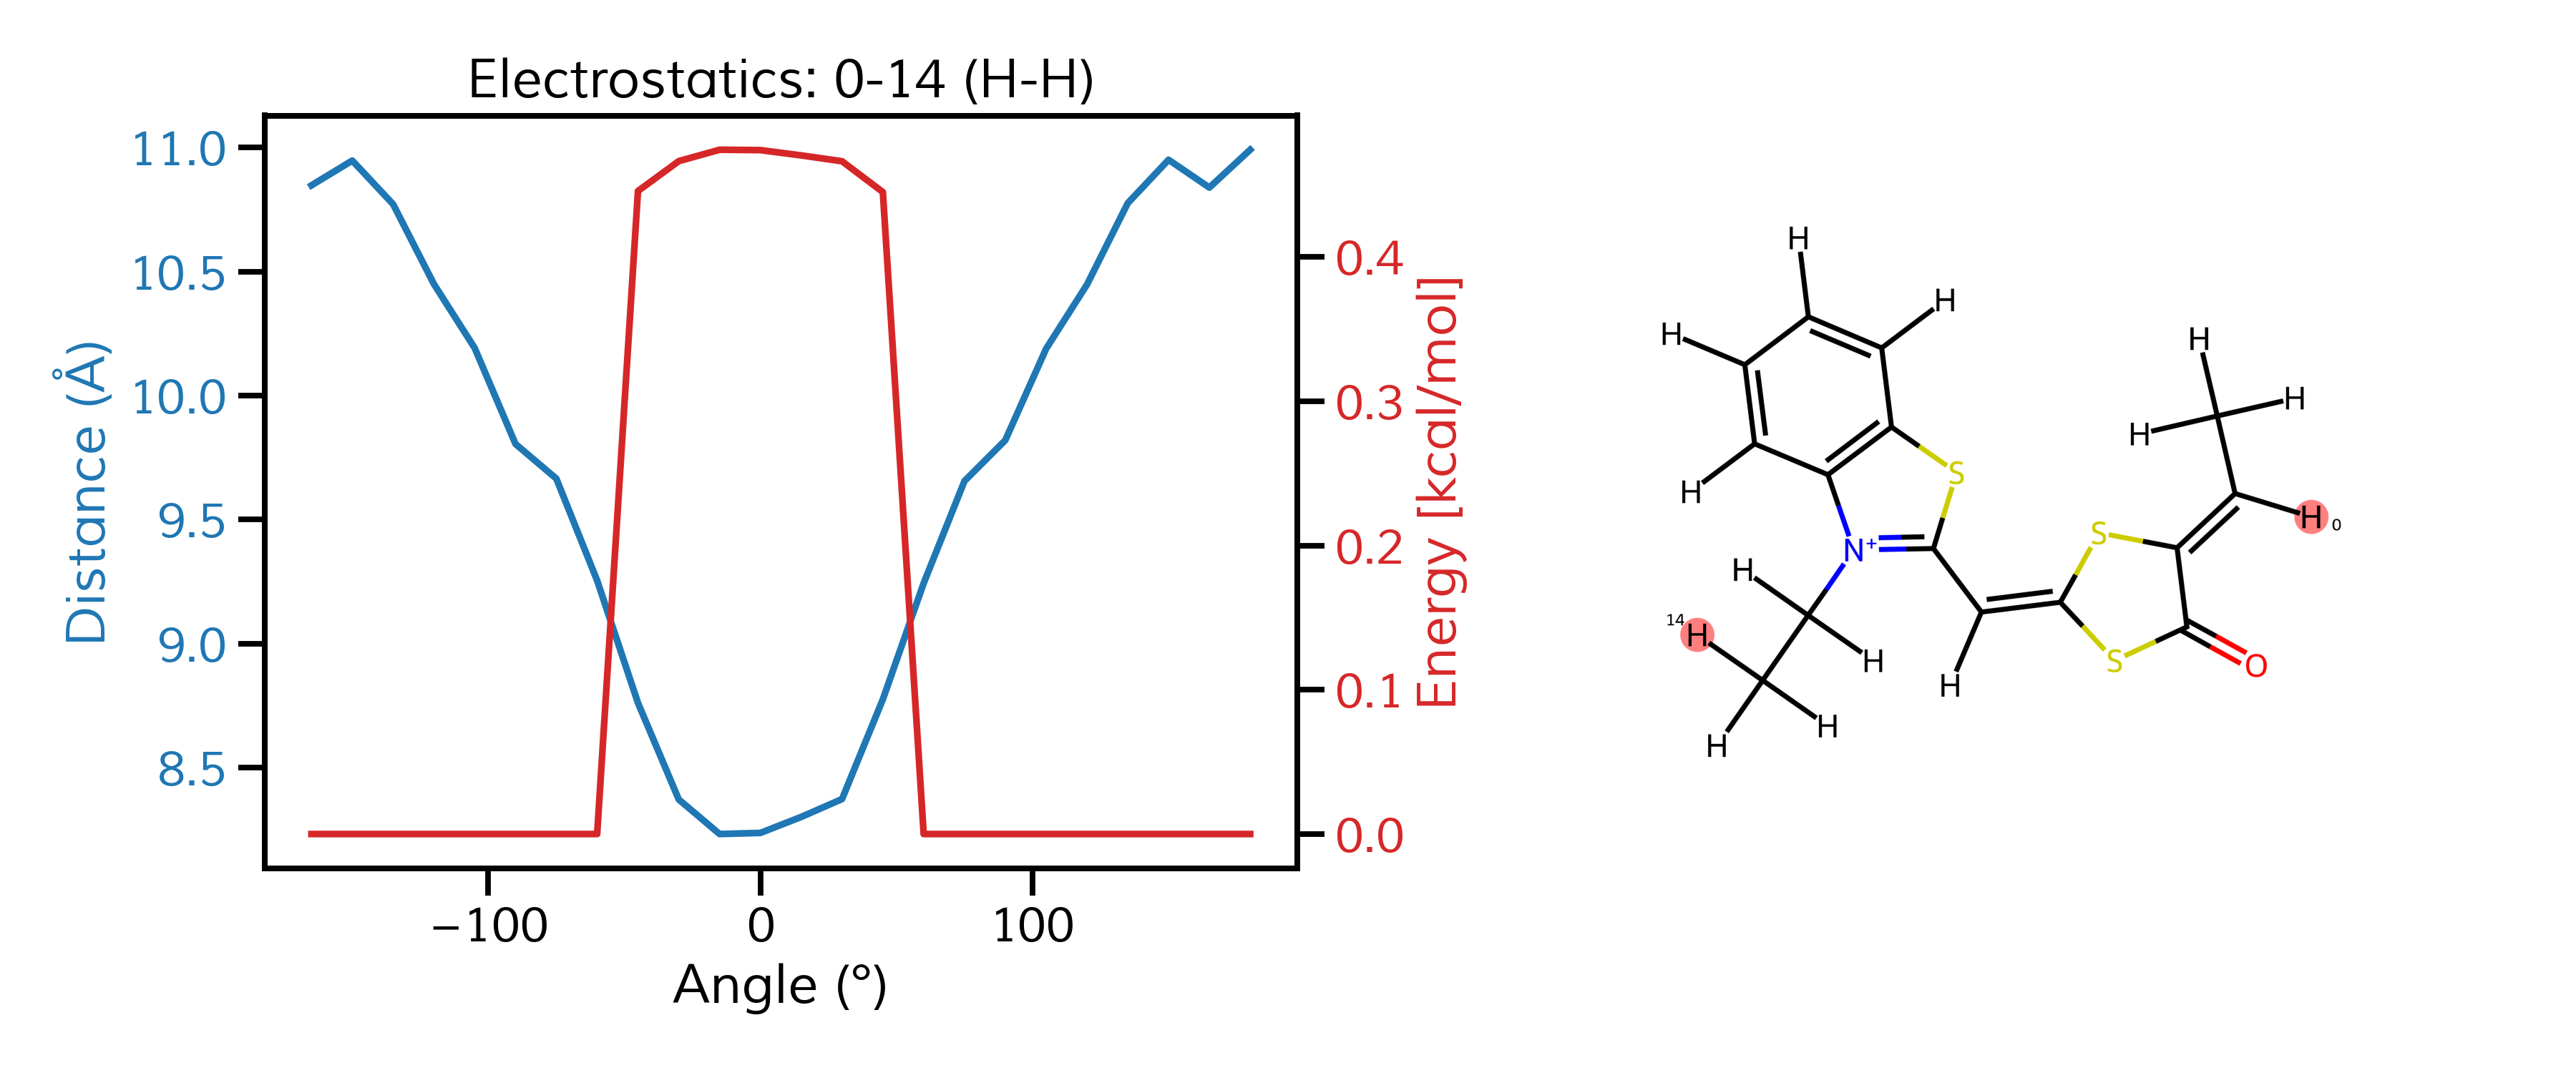 Electrostatics: 0-14 (H-H)
11.0
10.5
10.0
9.5
9.0
8.5
Distance (Å)
0.4
0.3
0.2
0.1
0.0
Energy [kcal/mol]
−100
0
100
Angle (°)
H
H
H
H
H
H
H
S
H
H 0
N+
S
H
14
H
H
S
O
H
H
H